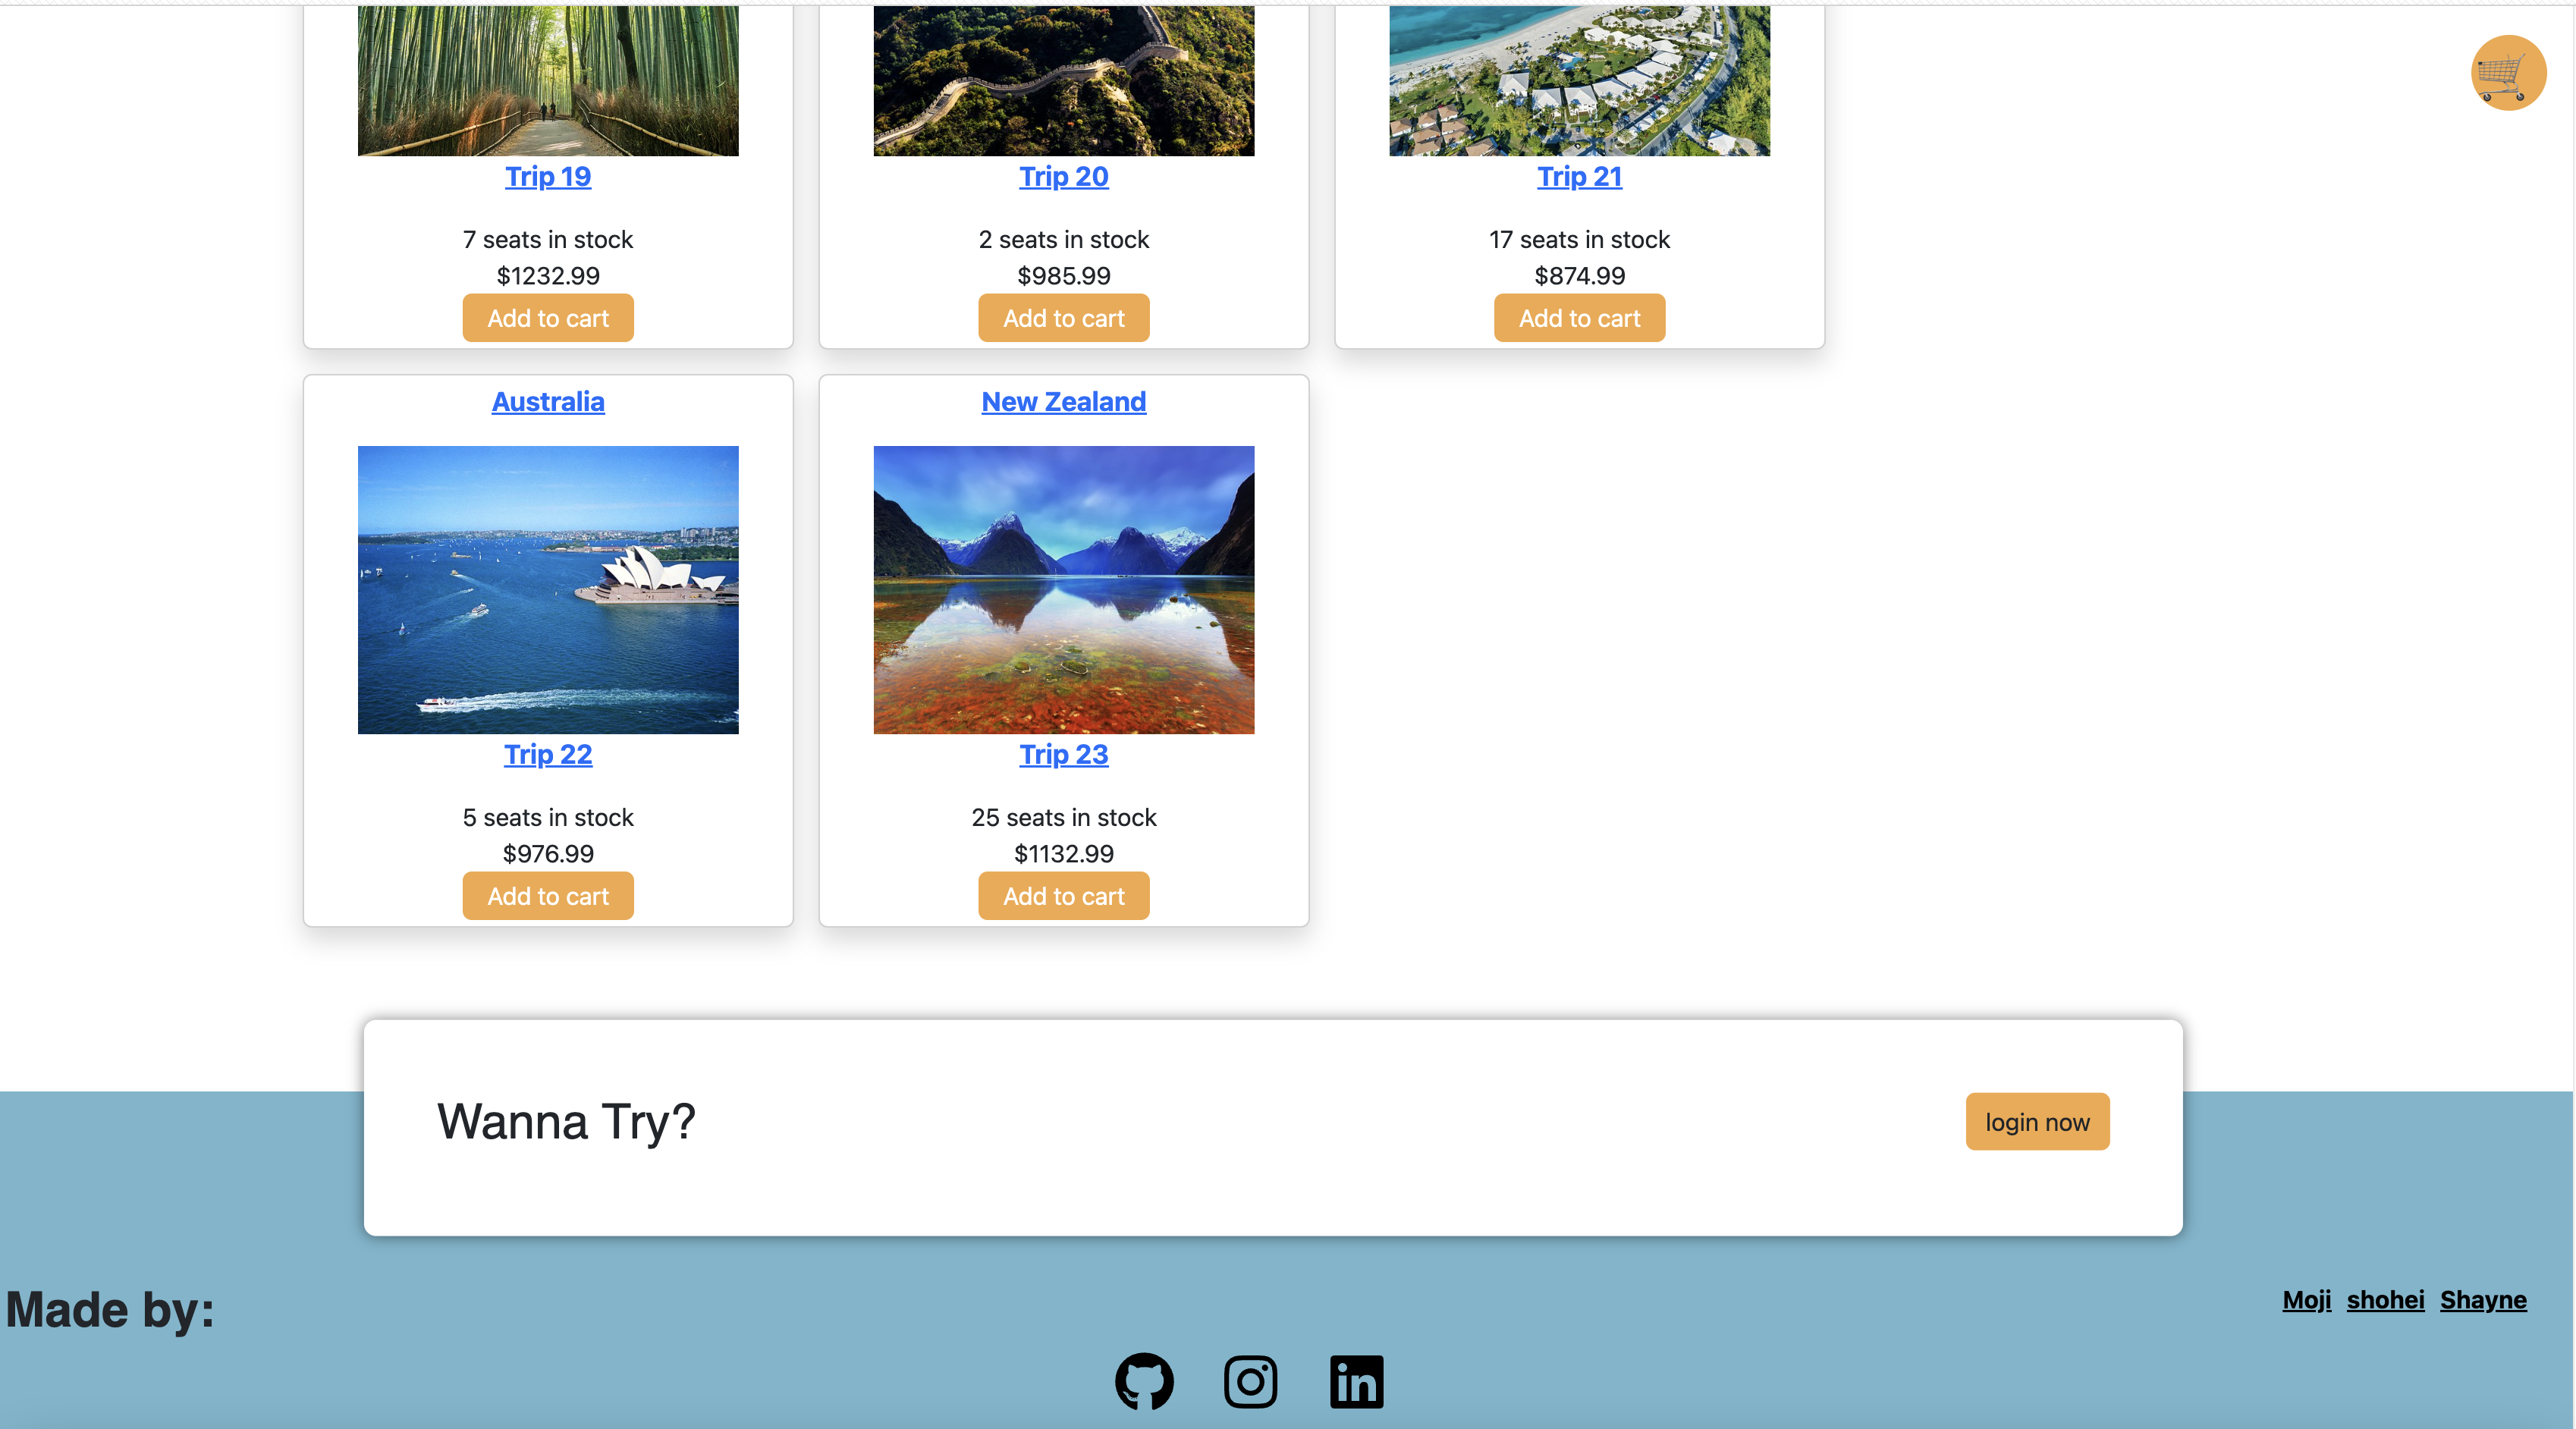 Trip 19
7 seats in stock
$1232.99
Add to cart
Trip 20
2 seats in stock
$985.99
Add to cart
Trip 21
17 seats in stock
$874.99
Add to cart
Australia
Trip 22
5 seats in stock
$976.99
Add to cart
New Zealand
Trip 23
25 seats in stock
$1132.99
Add to cart
Wanna Try?
login now
Made by:
Moji shohei Shayne
in